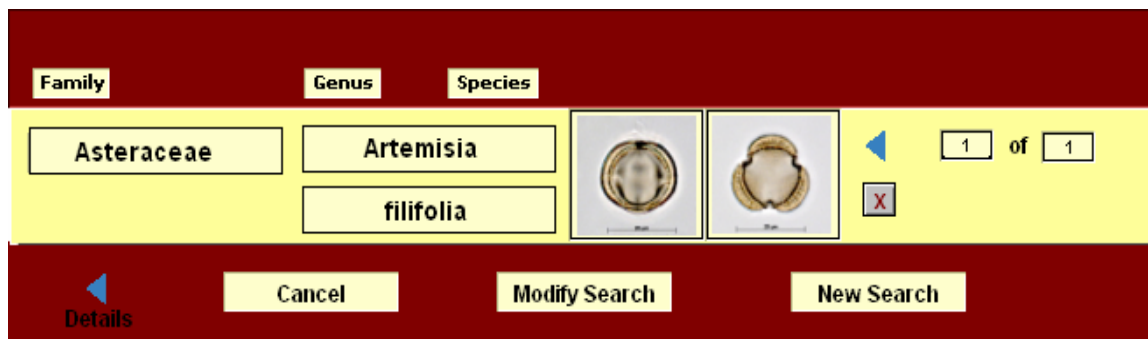 Family Genus Species
Asteraceae Artemisia 1 of 1
filifolia X
Details Cancel Modify Search New Search